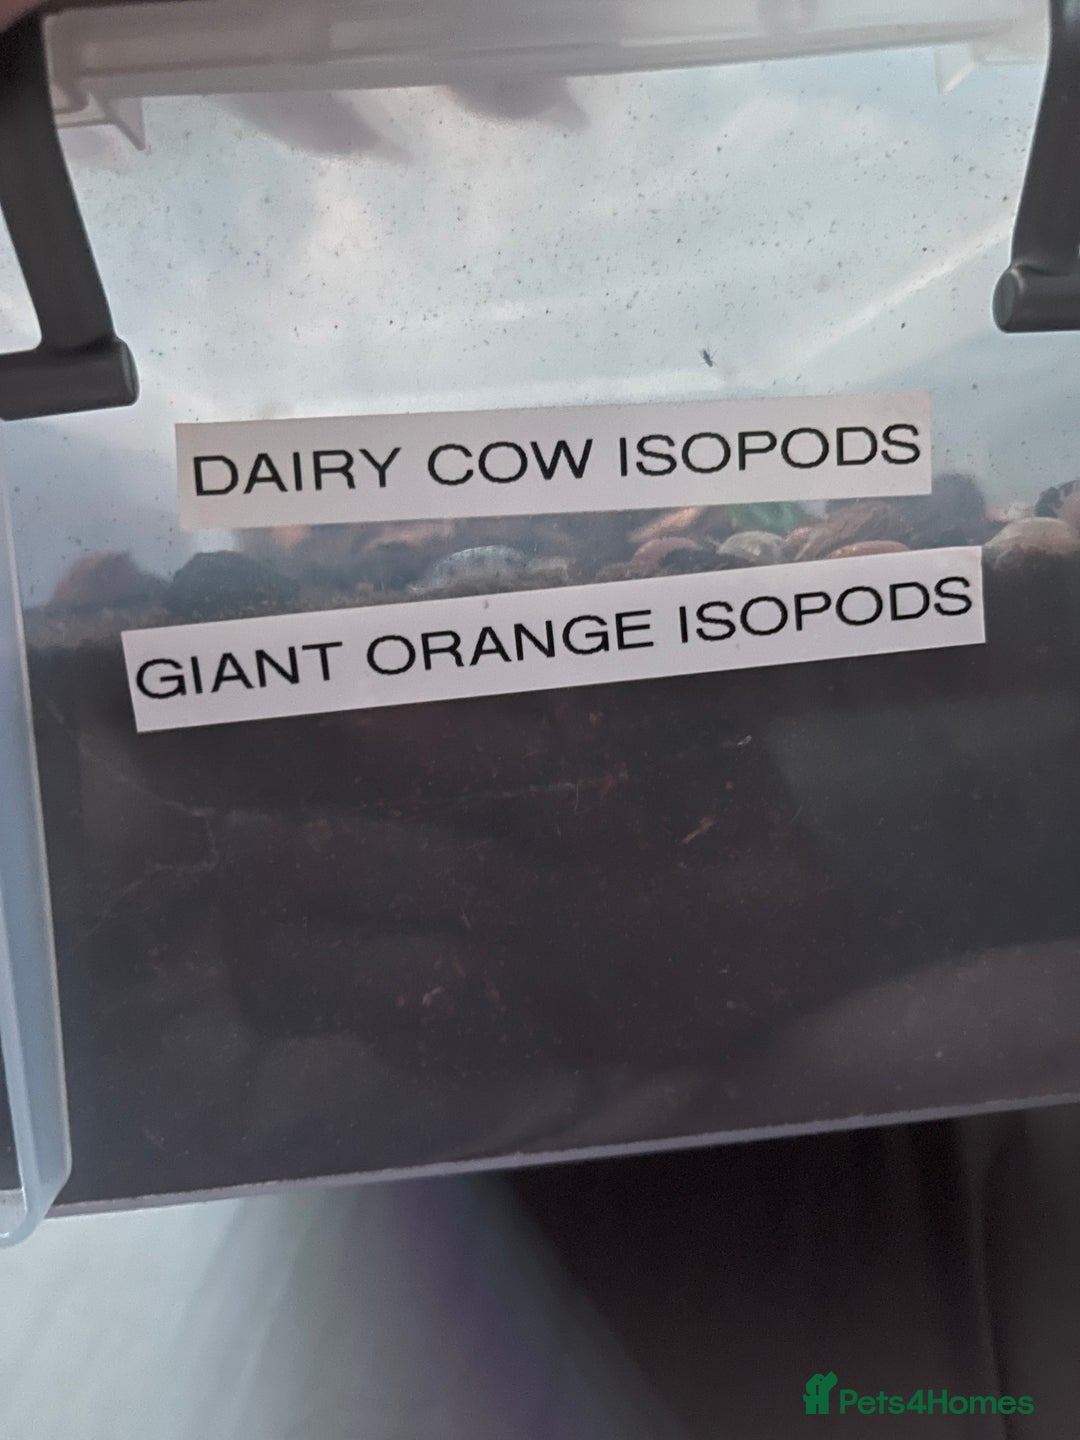 DAIRY COW ISOPODS
GIANT ORANGE ISOPODS
Pets4Homes